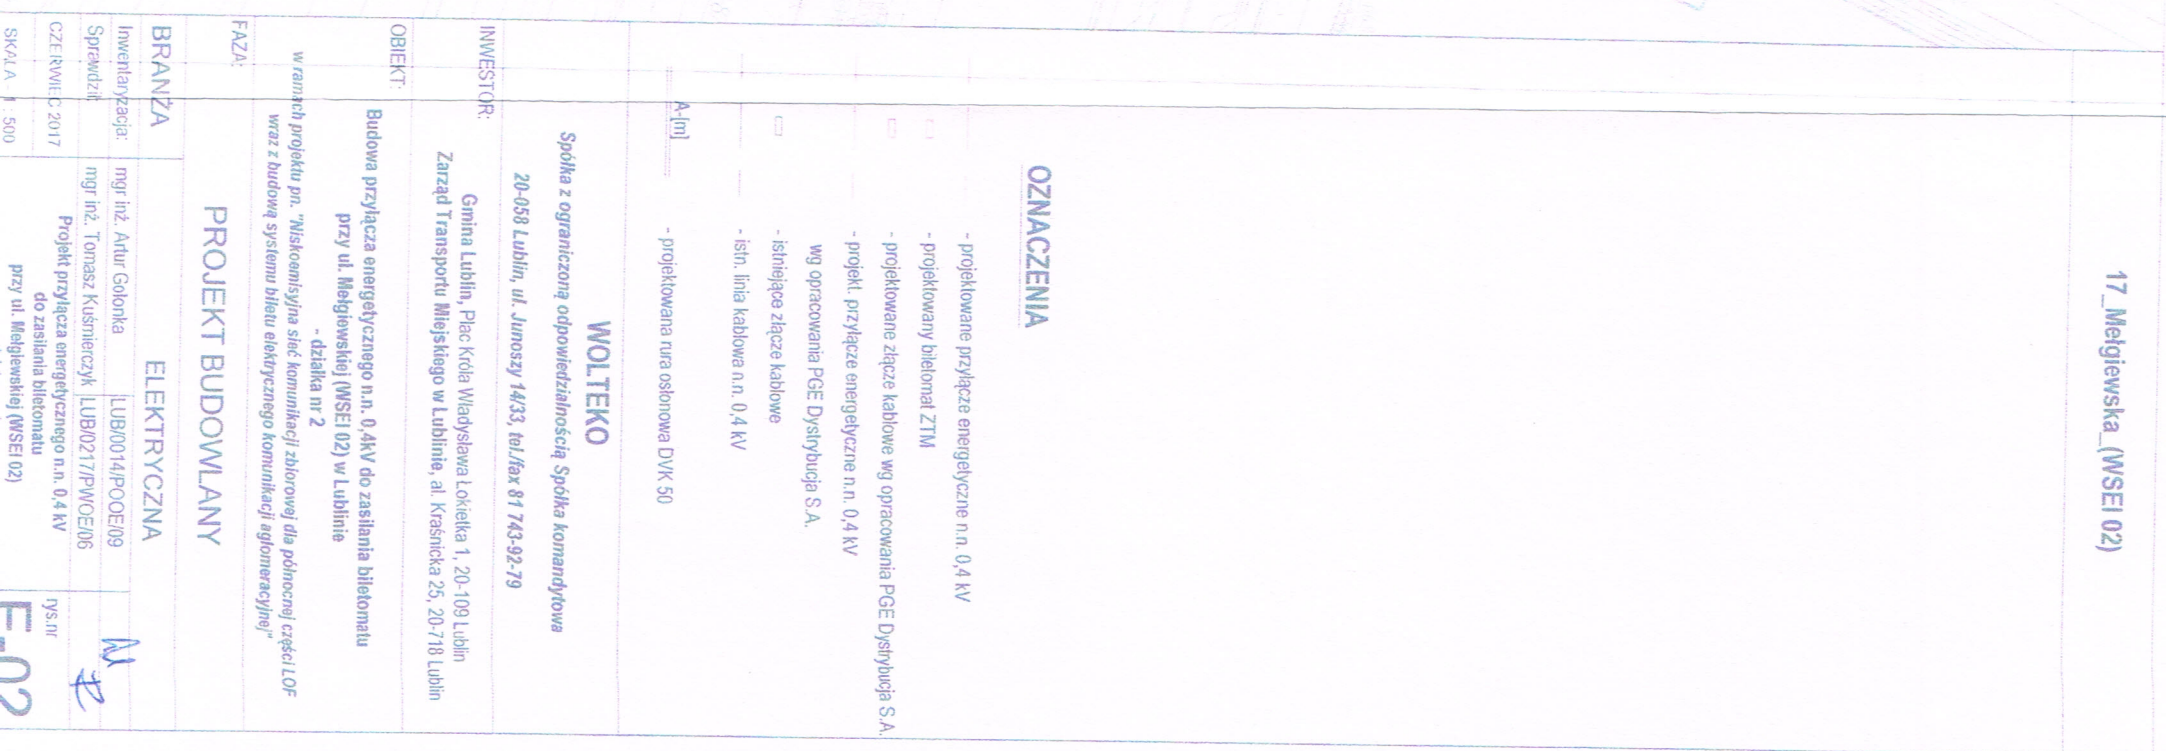 17_Mełgiewska_(WSEI 02)
OZNACZENIA
- projektowane przyłącze energetyczne n.n. 0,4 kV
- projektowany biletomat ZTM
- projektowane złącze kablowe wg opracowania PGE Dystrybucja S.A.
- projekt. przyłącze energetyczne n.n. 0,4 kV
wg opracowania PGE Dystrybucja S.A.
- istniejące złącze kablowe
- istn. linia kablowa n.n. 0,4 kV
A-[m] - projektowana rura osłonowa DVK 50
WOLTEKO
Spółka z ograniczoną odpowiedzialnością Spółka komandytowa
20-058 Lublin, ul. Junoszy 14/33, tel./fax 81 743-92-79
INWESTOR:
Gmina Lublin, Plac Króla Władysława Łokietka 1, 20-109 Lublin
Zarząd Transportu Miejskiego w Lublinie, al. Kraśnicka 25, 20-718 Lublin
OBIEKT:
Budowa przyłącza energetycznego n.n. 0,4kV do zasilania biletomatu
przy ul. Mełgiewskiej (WSEI 02) w Lublinie
- działka nr 2
w ramach projektu pn. "Niskoemisyjna sieć komunikacji zbiorowej dla północnej części LOF
wraz z budową systemu biletu elektrycznego komunikacji aglomeracyjnej"
FAZA: PROJEKT BUDOWLANY
BRANŻA ELEKTRYCZNA
Inwentaryzacja: mgr inż. Artur Gołonka LUB/0014/POOE/09
Sprawdził: mgr inż. Tomasz Kuśmierczyk LUB/0217/PWOE/06
CZERWIEC 2017 Projekt przyłącza energetycznego n.n. 0,4 kV rys.nr
do zasilania biletomatu
SKALA - 1 : 500 przy ul. Mełgiewskiej (WSEI 02) E-02